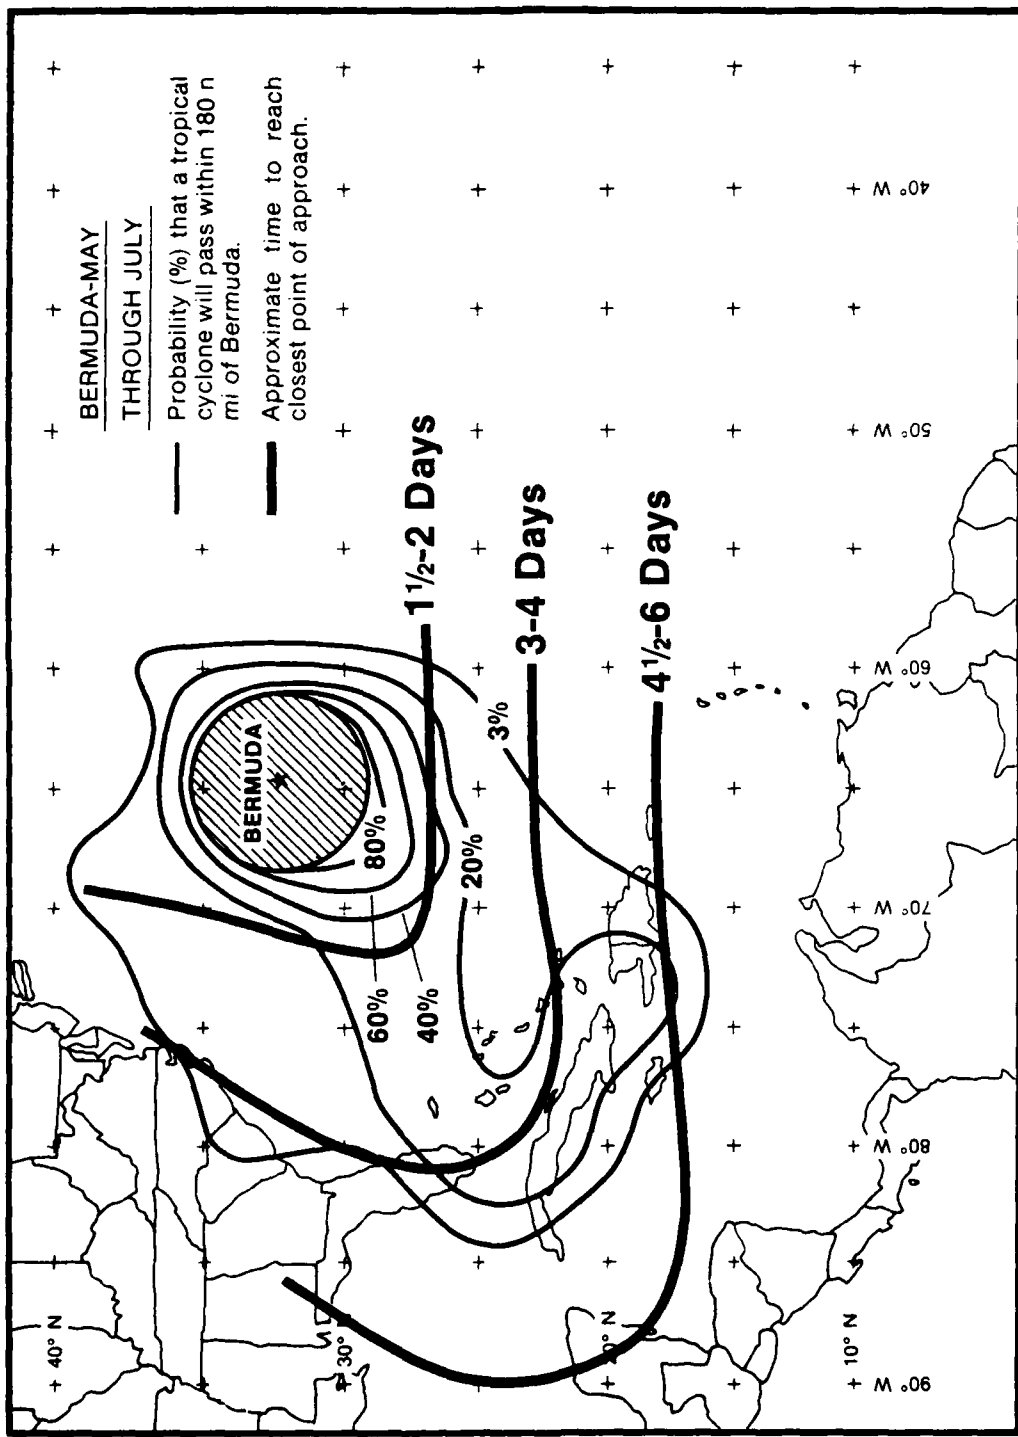 BERMUDA-MAY
THROUGH JULY
Probability (%) that a tropical
cyclone will pass within 180 n
mi of Bermuda.
Approximate time to reach
closest point of approach.
40° N
30°
20° N
10° N
90° W
80° W
70° W
60° W
50° W
40° W
BERMUDA
80%
60%
40%
20%
3%
1½-2 Days
3-4 Days
4½-6 Days